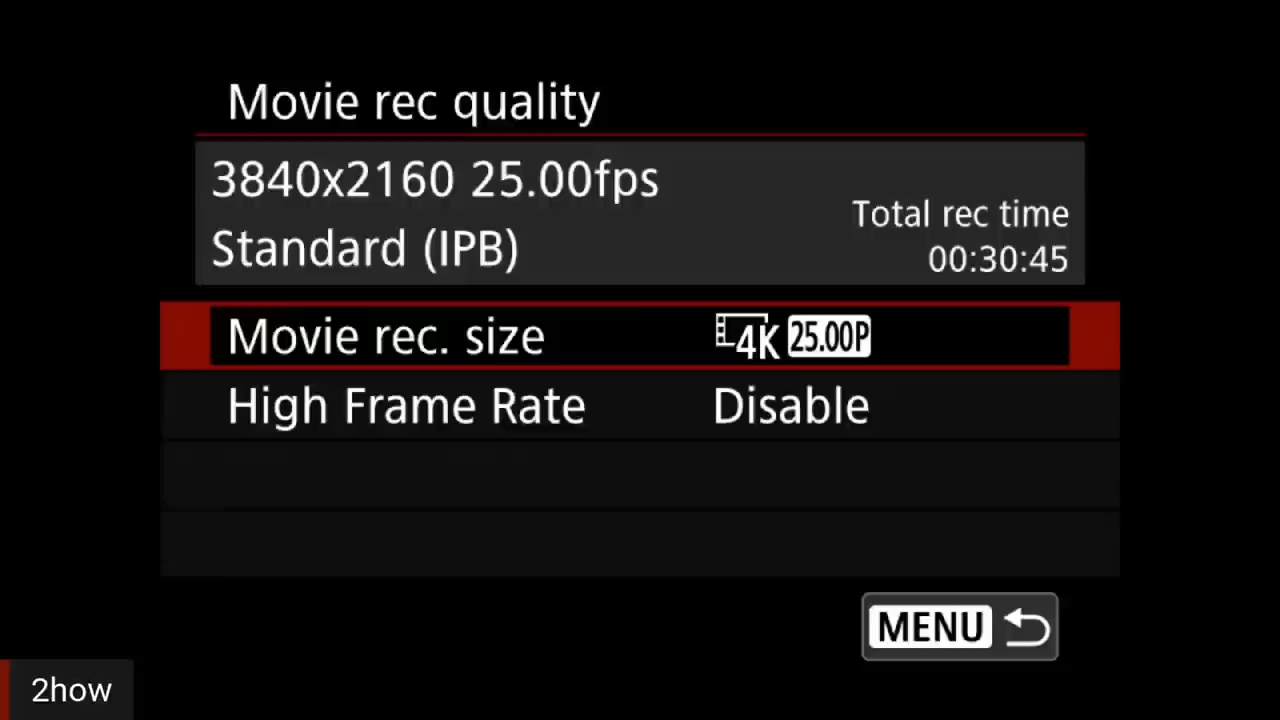 Movie rec quality
3840x2160 25.00fps
Total rec time
Standard (IPB)
00:30:45
Movie rec. size 4K 25.00P
High Frame Rate Disable
MENU
2how